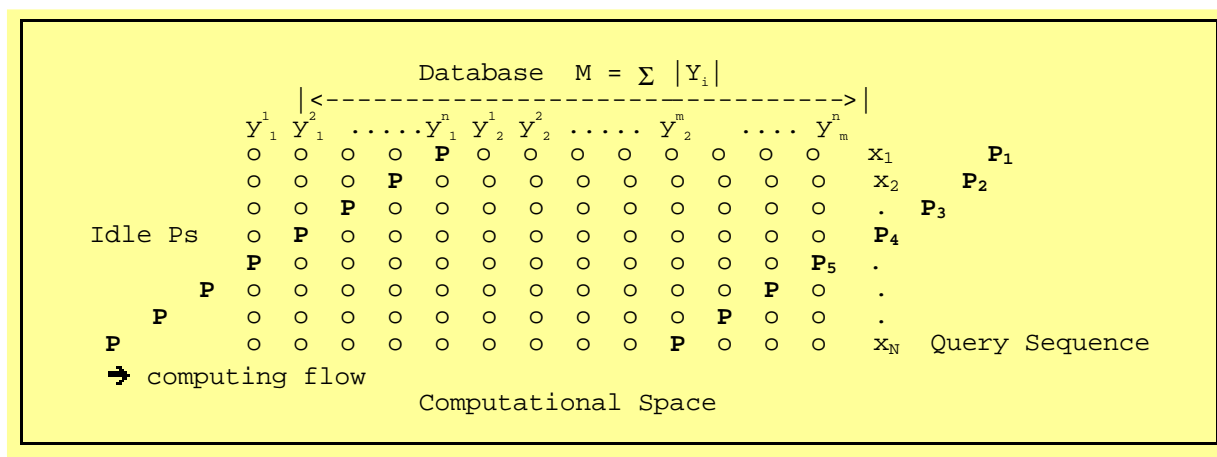 Database M = Σ |Yᵢ|
|<---------------------------------->|
y¹₁ y²₁ .....yⁿ₁ y¹₂ y²₂ ..... yᵐ₂ .... yⁿₘ
o o o o P o o o o o o o o x₁ P₁
o o o P o o o o o o o o o x₂ P₂
o o P o o o o o o o o o o . P₃
Idle Ps o P o o o o o o o o o o o P₄
P o o o o o o o o o o o P₅ .
P o o o o o o o o o o o P o .
P o o o o o o o o o o P o o .
P o o o o o o o o o P o o o x_N Query Sequence
➔ computing flow
Computational Space